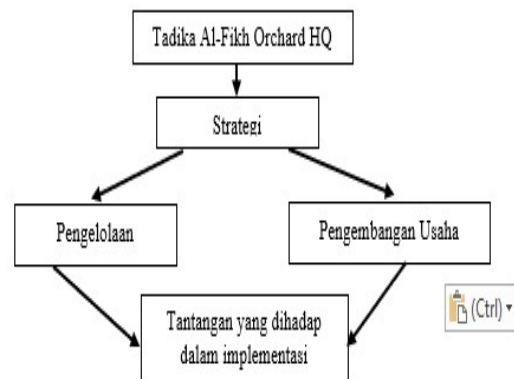 Tadika Al-Fikh Orchard HQ
Strategi
Pengelolaan
Pengembangan Usaha
Tantangan yang dihadap
dalam implementasi
(Ctrl)